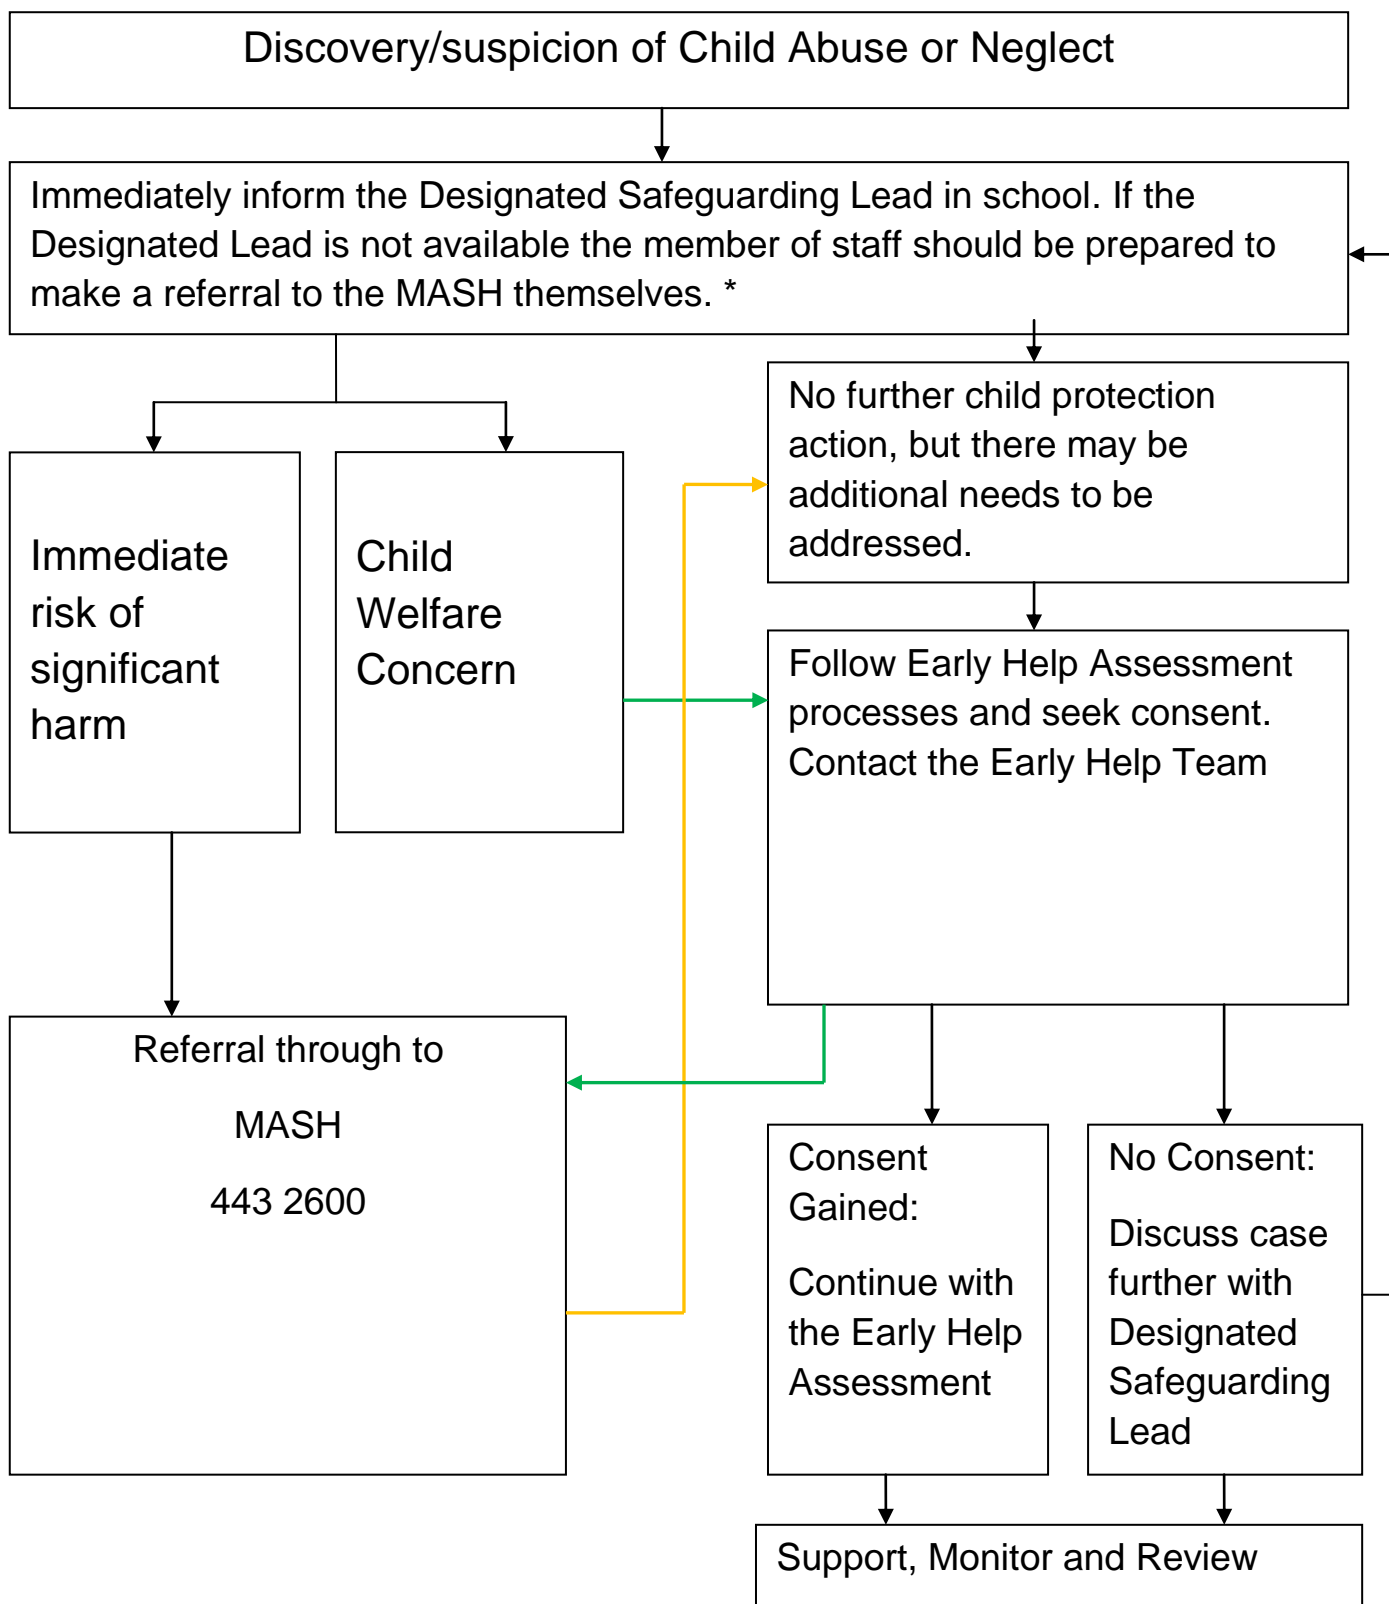 Discovery/suspicion of Child Abuse or Neglect
Immediately inform the Designated Safeguarding Lead in school. If the
Designated Lead is not available the member of staff should be prepared to
make a referral to the MASH themselves. *
No further child protection
action, but there may be
additional needs to be
addressed.
Immediate
risk of
significant
harm
Child
Welfare
Concern
Follow Early Help Assessment
processes and seek consent.
Contact the Early Help Team
Referral through to
MASH
443 2600
Consent
Gained:
Continue with
the Early Help
Assessment
No Consent:
Discuss case
further with
Designated
Safeguarding
Lead
Support, Monitor and Review